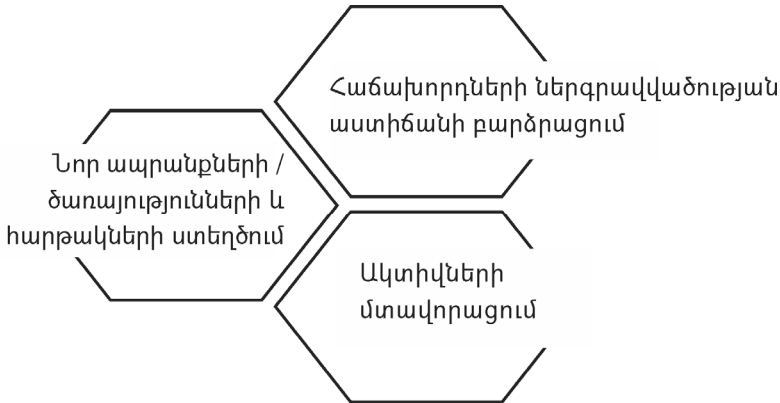 Հաճախորդների ներգրավվածության
աստիճանի բարձրացում
Նոր ապրանքների /
ծառայությունների և
հարթակների ստեղծում
Ակտիվների
մտավորացում